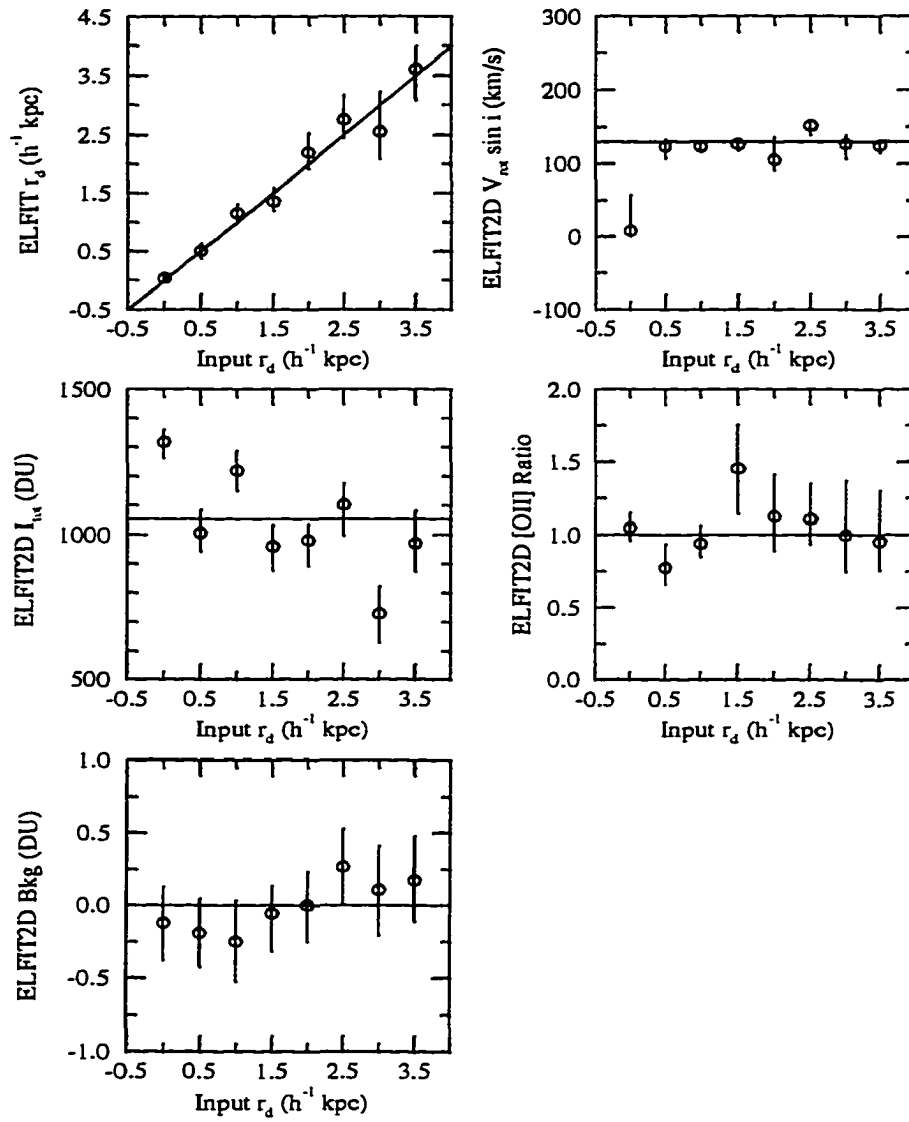 4.5
3.5
2.5
1.5
0.5
-0.5
ELFIT r_d (h⁻¹ kpc)
-0.5 0.5 1.5 2.5 3.5
Input r_d (h⁻¹ kpc)
300
200
100
0
-100
ELFIT2D V_rot sin i (km/s)
-0.5 0.5 1.5 2.5 3.5
Input r_d (h⁻¹ kpc)
1500
1000
500
ELFIT2D I_tot (DU)
-0.5 0.5 1.5 2.5 3.5
Input r_d (h⁻¹ kpc)
2.0
1.5
1.0
0.5
0.0
ELFIT2D [OII] Ratio
-0.5 0.5 1.5 2.5 3.5
Input r_d (h⁻¹ kpc)
1.0
0.5
0.0
-0.5
-1.0
ELFIT2D Bkg (DU)
-0.5 0.5 1.5 2.5 3.5
Input r_d (h⁻¹ kpc)